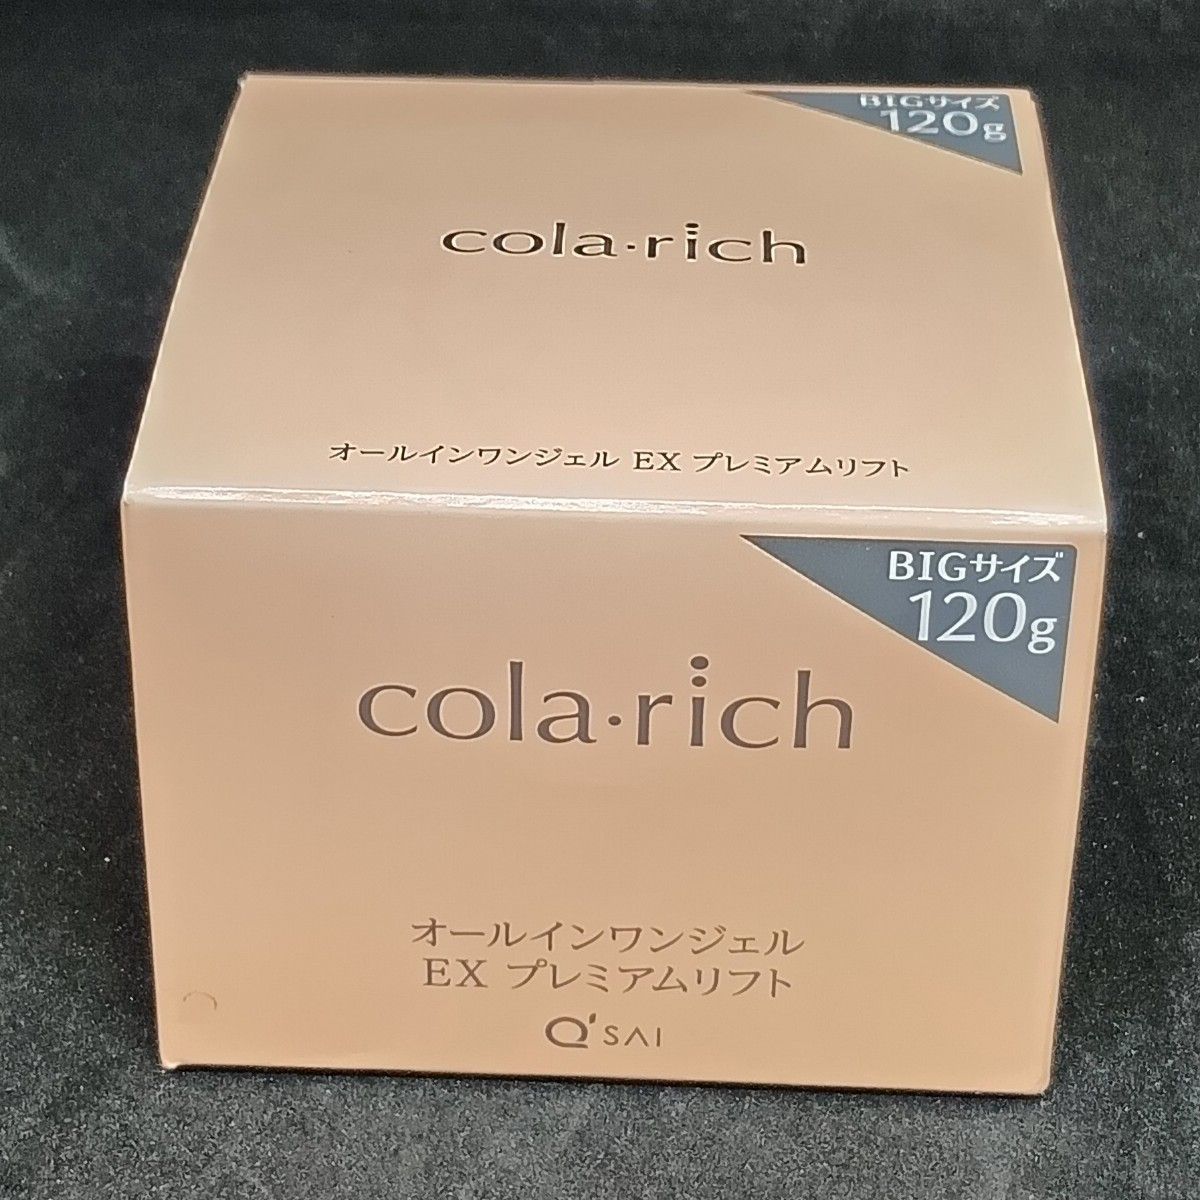 BIGサイズ
120g
cola·rich
オールインワンジェル EX プレミアムリフト
BIGサイズ
120g
cola·rich
オールインワンジェル
EX プレミアムリフト
Q'SAI